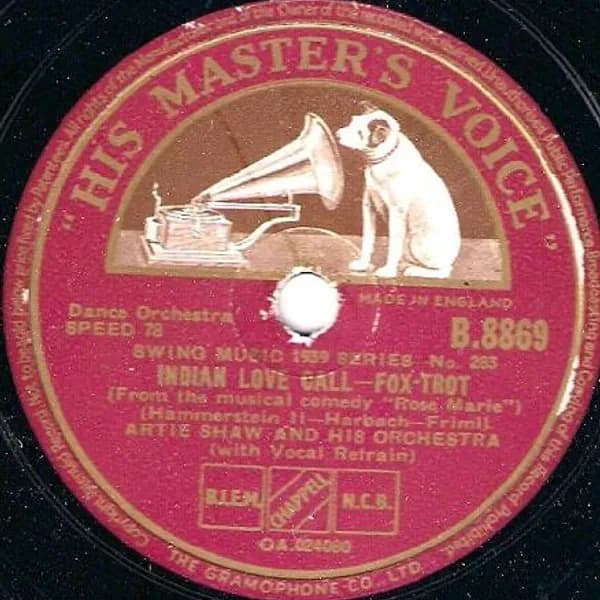 "HIS MASTER'S VOICE"
MADE IN ENGLAND
Dance Orchestra
SPEED 78
B.8869
SWING MUSIC 1939 SERIES No. 283
INDIAN LOVE CALL—FOX-TROT
(From the musical comedy "Rose Marie")
(Hammerstein II—Harbach—Friml)
ARTIE SHAW AND HIS ORCHESTRA
(with Vocal Refrain)
B.I.E.M.
CHAPPELL
N.C.B.
OA 024080
THE GRAMOPHONE CO., LTD.